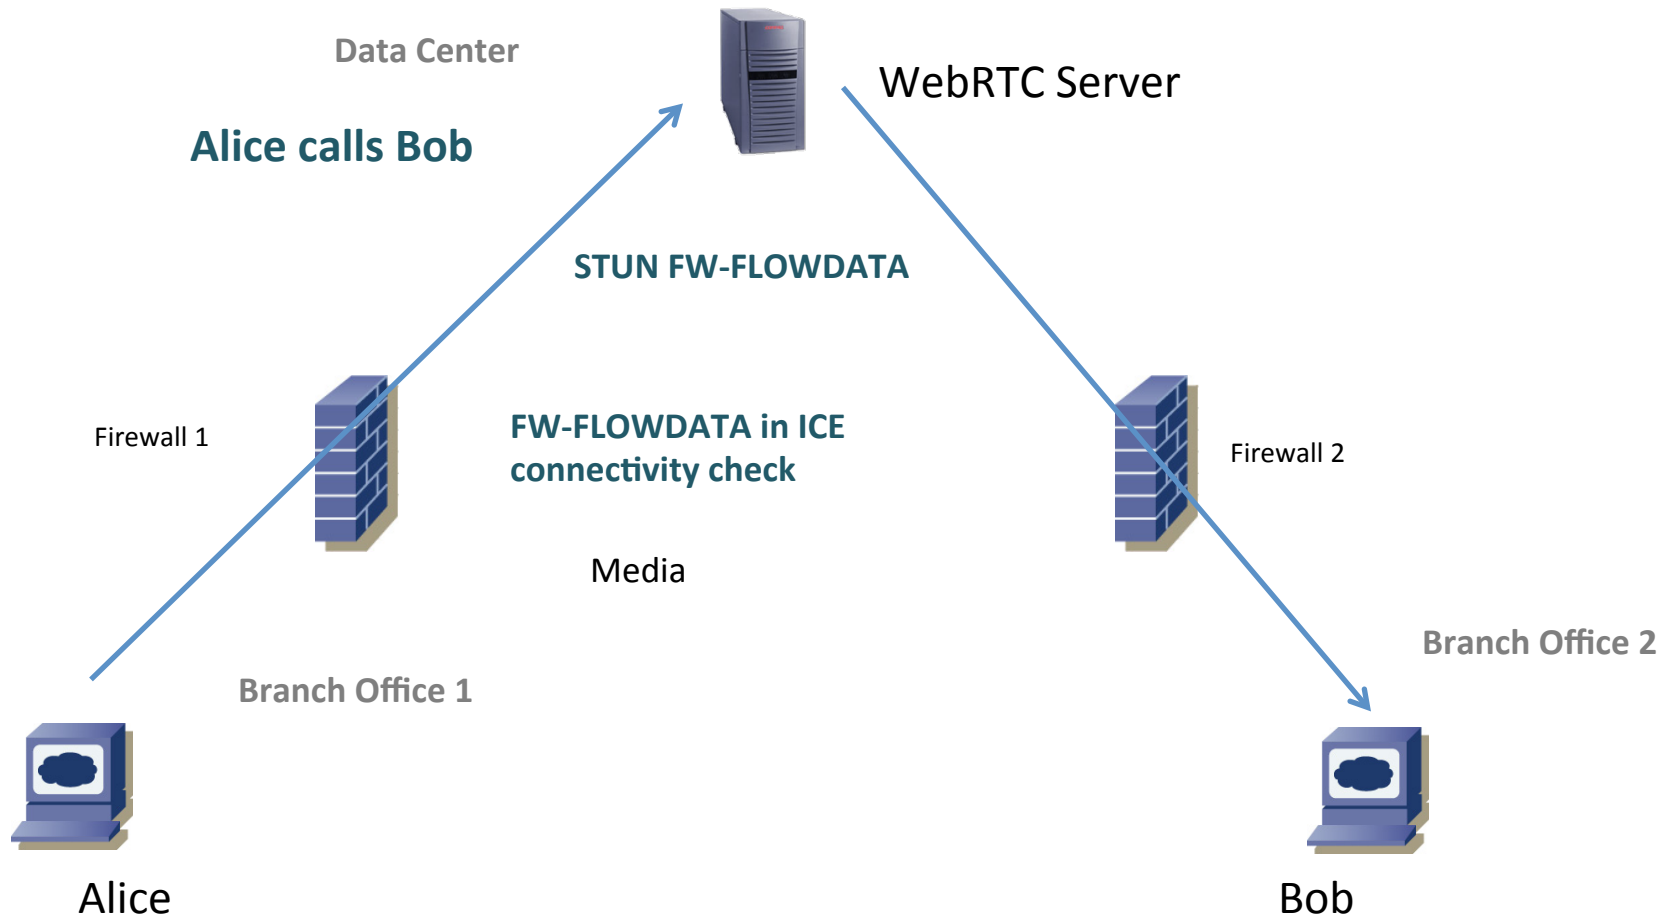 Data Center
WebRTC Server
Alice calls Bob
STUN FW-FLOWDATA
Firewall 1
FW-FLOWDATA in ICE
connectivity check
Firewall 2
Media
Branch Office 2
Branch Office 1
Alice
Bob